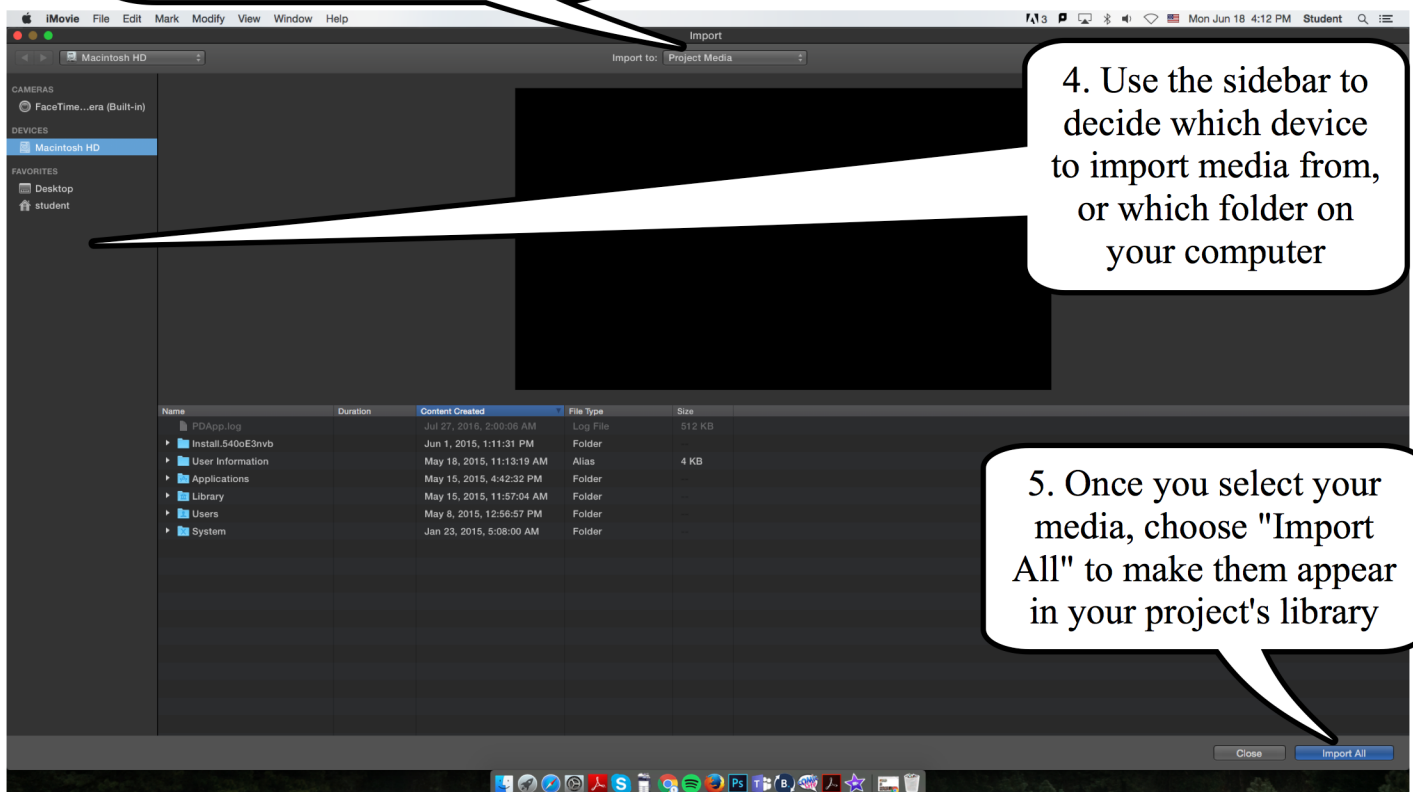 iMovie File Edit Mark Modify View Window Help 3 Mon Jun 18 4:12 PM Student
Import
Macintosh HD Import to: Project Media
CAMERAS
FaceTime...era (Built-in)
DEVICES
Macintosh HD
FAVORITES
Desktop
student
4. Use the sidebar to
decide which device
to import media from,
or which folder on
your computer
Name Duration Content Created File Type Size
PDApp.log Jul 27, 2016, 2:00:06 AM Log File 512 KB
Install.540oE3nvb Jun 1, 2015, 1:11:31 PM Folder --
User Information May 18, 2015, 11:13:19 AM Alias 4 KB
Applications May 15, 2015, 4:42:32 PM Folder --
Library May 15, 2015, 11:57:04 AM Folder --
Users May 8, 2015, 12:56:57 PM Folder --
System Jan 23, 2015, 5:08:00 AM Folder --
5. Once you select your
media, choose "Import
All" to make them appear
in your project's library
Close Import All
Ps